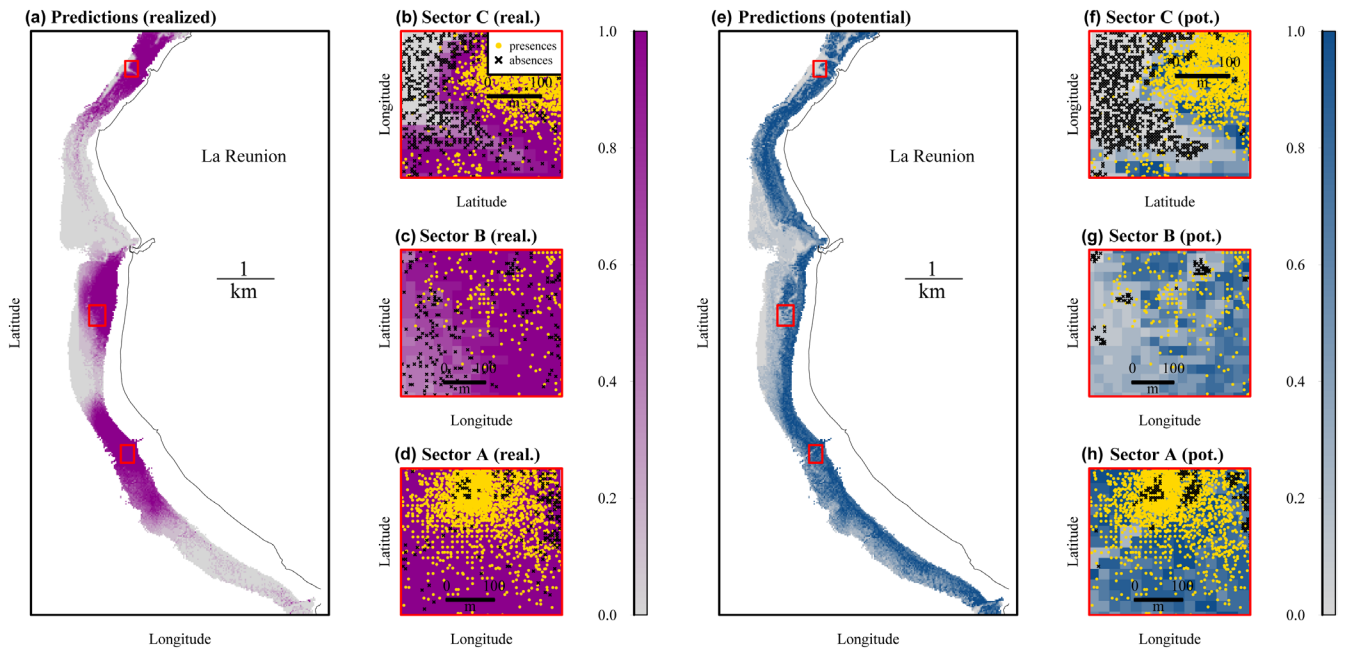 (a) Predictions (realized)
La Reunion
1
km
Latitude
Longitude
(b) Sector C (real.)
presences
absences
0 100
m
Longitude
Latitude
(c) Sector B (real.)
0 100
m
Latitude
Longitude
(d) Sector A (real.)
0 100
m
Latitude
Longitude
1.0
0.8
0.6
0.4
0.2
0.0
(e) Predictions (potential)
La Reunion
1
km
Latitude
Longitude
(f) Sector C (pot.)
0 100
m
Longitude
Latitude
(g) Sector B (pot.)
0 100
m
Latitude
Longitude
(h) Sector A (pot.)
0 100
m
Latitude
Longitude
1.0
0.8
0.6
0.4
0.2
0.0